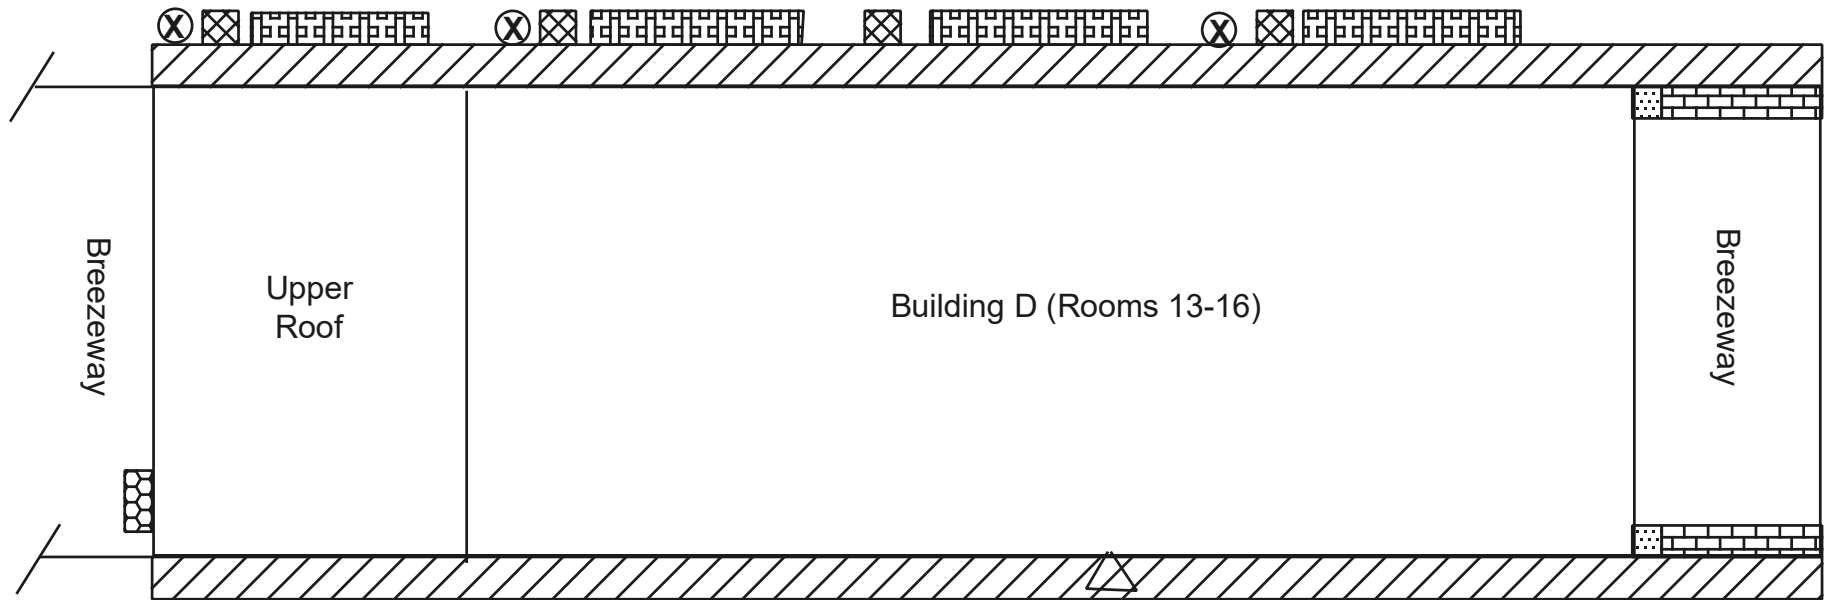 X
X
X
Breezeway
Upper
Roof
Building D (Rooms 13-16)
Breezeway